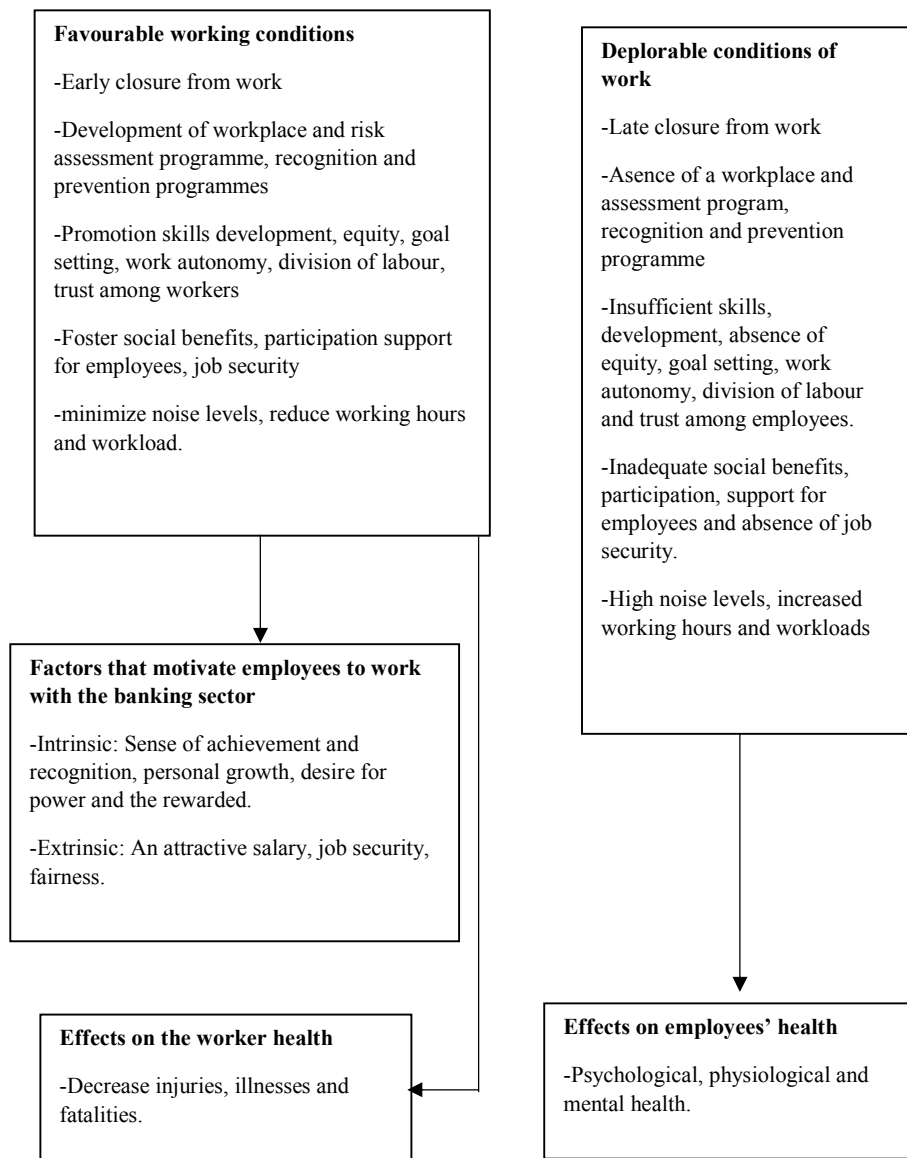 Favourable working conditions
-Early closure from work
-Development of workplace and risk
assessment programme, recognition and
prevention programmes
-Promotion skills development, equity, goal
setting, work autonomy, division of labour,
trust among workers
-Foster social benefits, participation support
for employees, job security
-minimize noise levels, reduce working hours
and workload.
Deplorable conditions of
work
-Late closure from work
-Asence of a workplace and
assessment program,
recognition and prevention
programme
-Insufficient skills,
development, absence of
equity, goal setting, work
autonomy, division of labour
and trust among employees.
-Inadequate social benefits,
participation, support for
employees and absence of job
security.
-High noise levels, increased
working hours and workloads
Factors that motivate employees to work
with the banking sector
-Intrinsic: Sense of achievement and
recognition, personal growth, desire for
power and the rewarded.
-Extrinsic: An attractive salary, job security,
fairness.
Effects on the worker health
-Decrease injuries, illnesses and
fatalities.
Effects on employees’ health
-Psychological, physiological and
mental health.